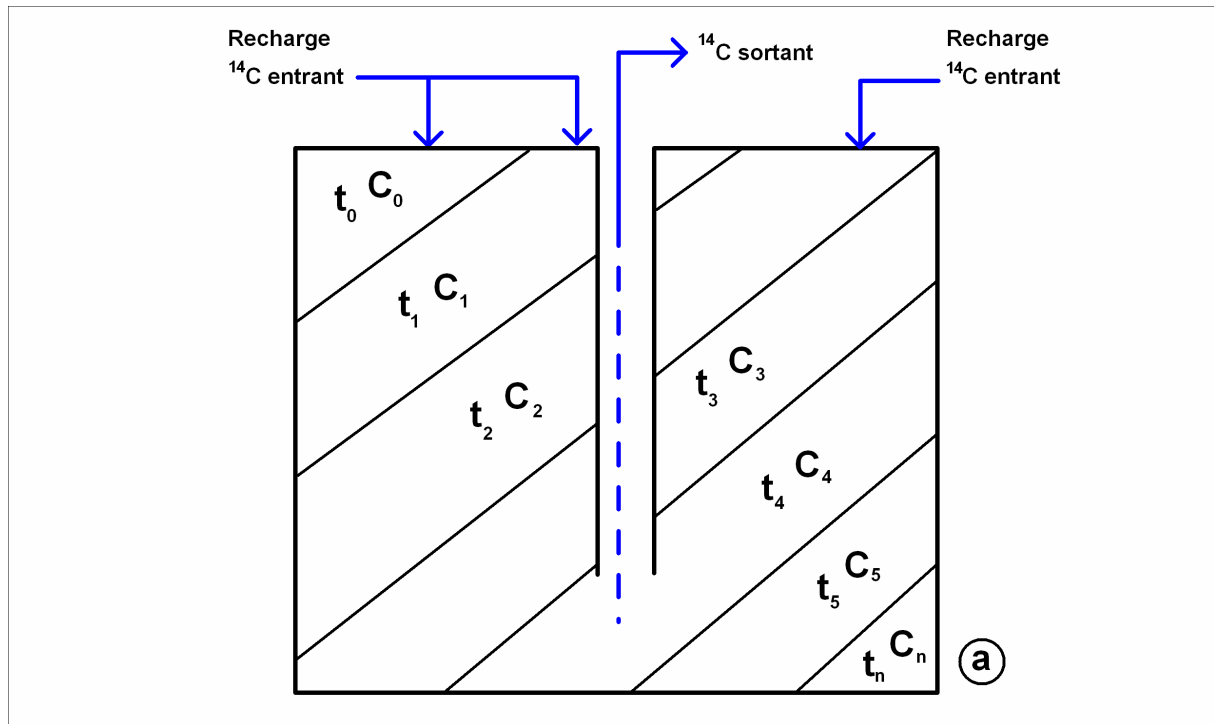 Recharge
¹⁴C entrant
¹⁴C sortant
Recharge
¹⁴C entrant
t₀ C₀
t₁ C₁
t₂ C₂
t₃ C₃
t₄ C₄
t₅ C₅
tₙ Cₙ
a